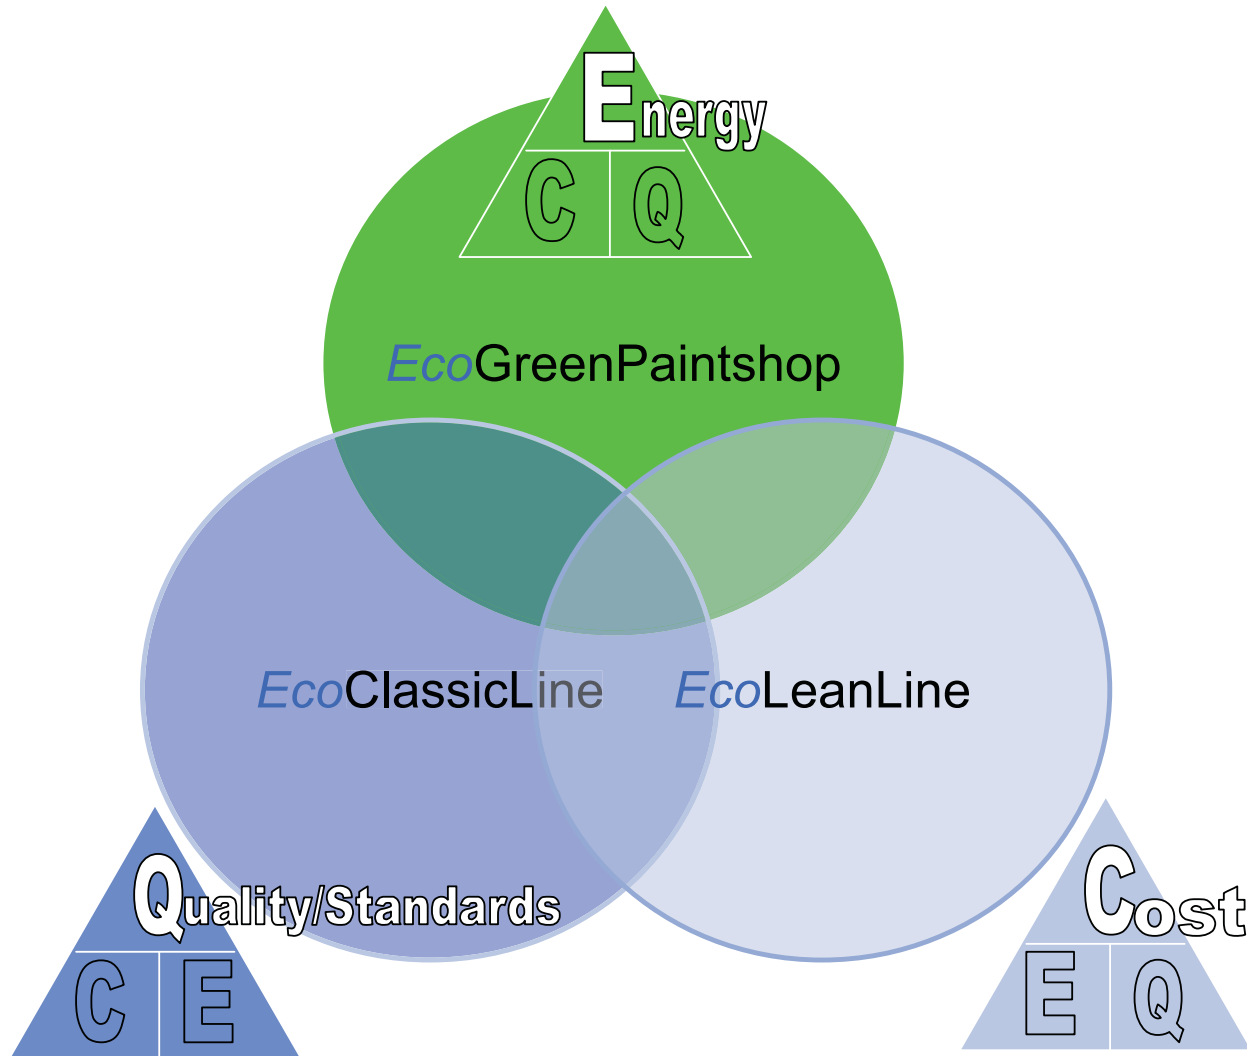 Energy
C Q
EcoGreenPaintshop
EcoClassicLine EcoLeanLine
Quality/Standards
C E
Cost
E Q